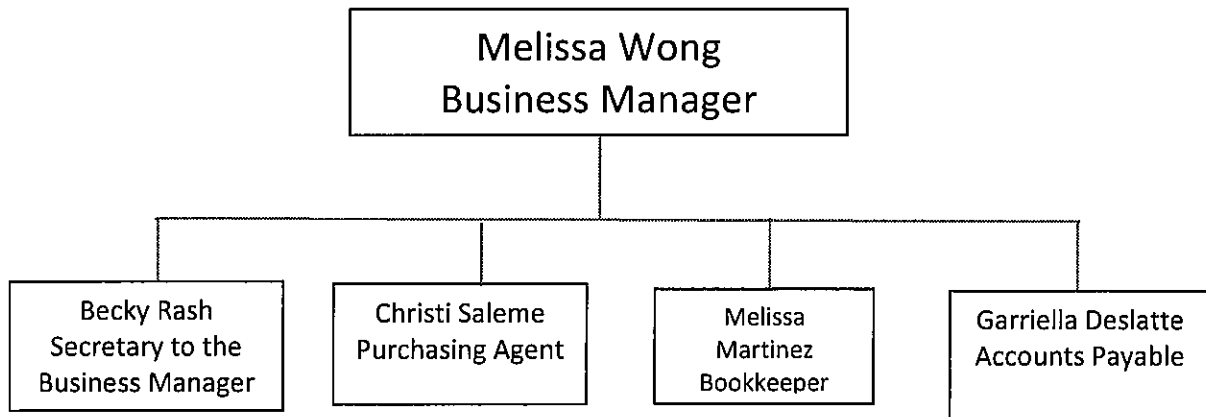 Melissa Wong
Business Manager
Becky Rash
Secretary to the
Business Manager
Christi Saleme
Purchasing Agent
Melissa
Martinez
Bookkeeper
Garriella Deslatte
Accounts Payable